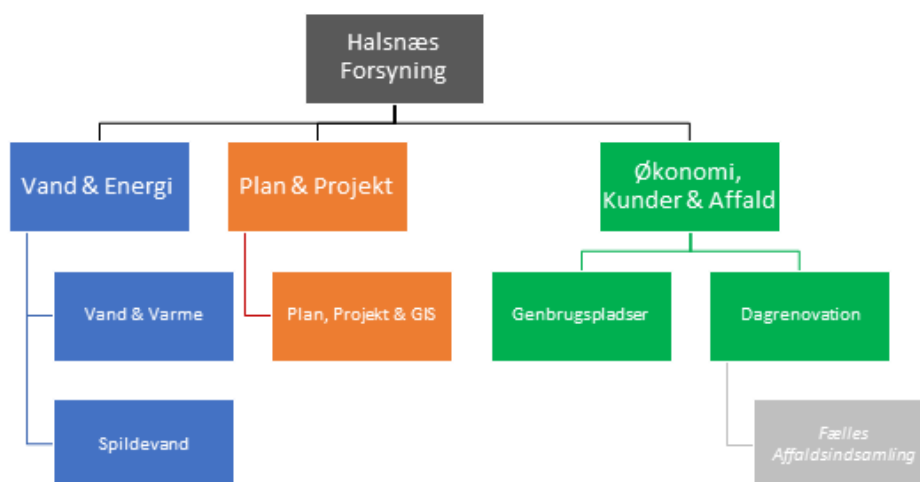 Halsnæs
Forsyning
Vand & Energi
Plan & Projekt
Økonomi,
Kunder & Affald
Vand & Varme
Plan, Projekt & GIS
Genbrugspladser
Dagrenovation
Spildevand
Fælles
Affaldsindsamling